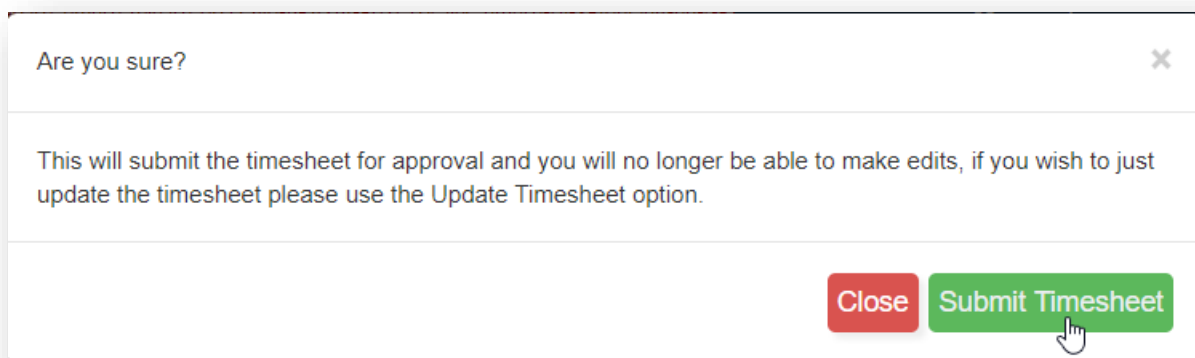 Are you sure?
This will submit the timesheet for approval and you will no longer be able to make edits, if you wish to just
update the timesheet please use the Update Timesheet option.
Close Submit Timesheet